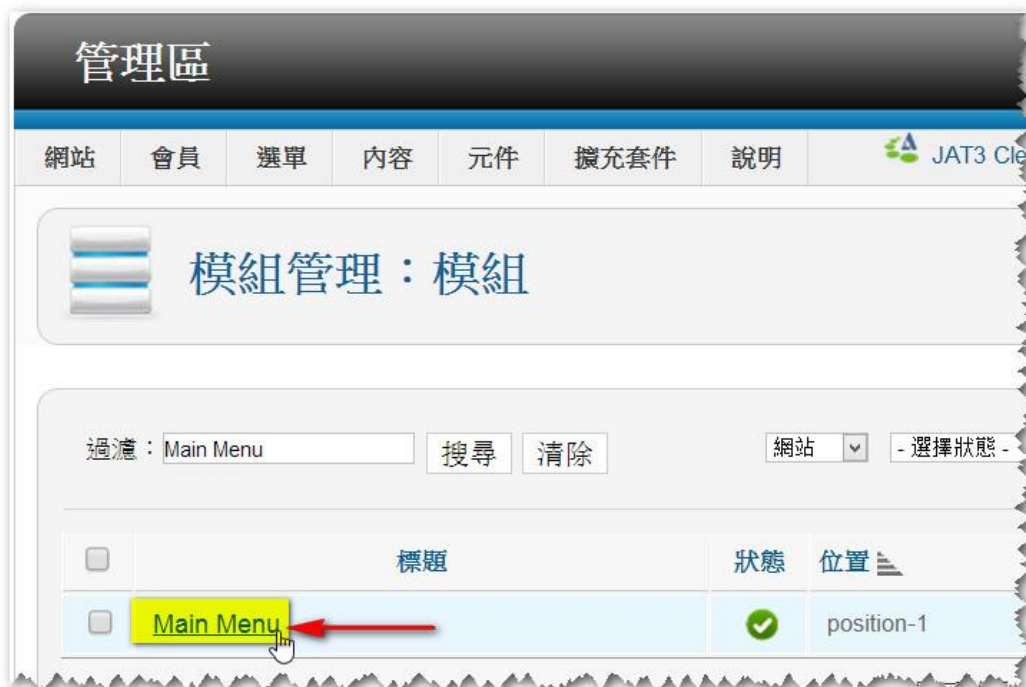 管理區
網站 會員 選單 內容 元件 擴充套件 說明 JAT3
模組管理：模組
過濾：Main Menu 搜尋 清除 網站 - 選擇狀態 -
標題 狀態 位置
Main Menu position-1